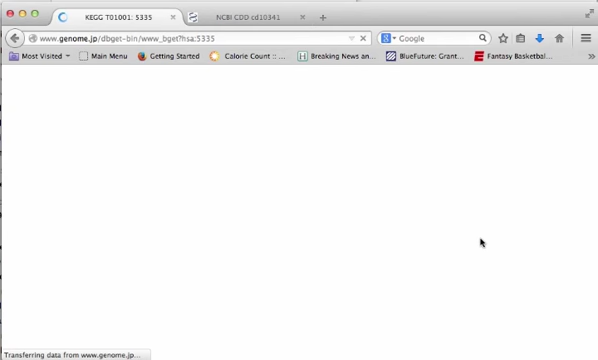 KEGG T01001: 5335
NCBI CDD cd10341
www.genome.jp/dbget-bin/www_bget?hsa:5335
Google
Most Visited
Main Menu
Getting Started
Calorie Count :: ...
Breaking News an...
BlueFuture: Grant...
Fantasy Basketbal...
Transferring data from www.genome.jp...